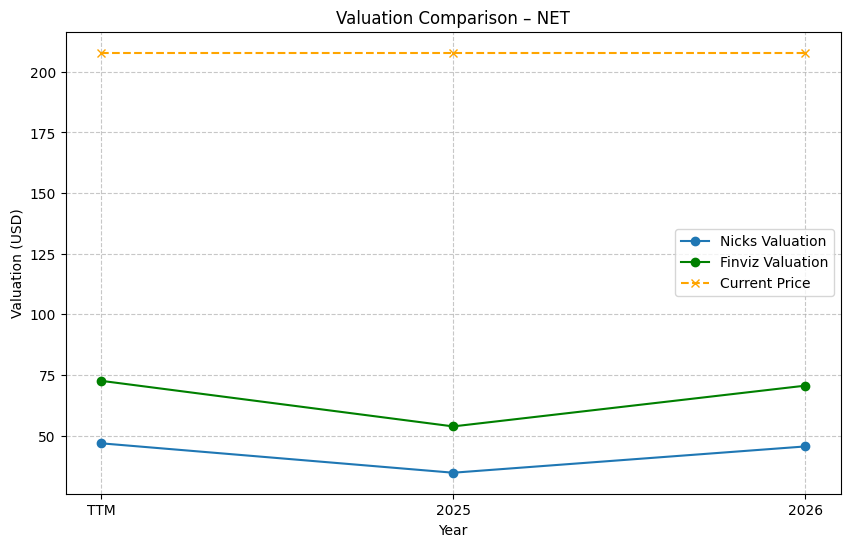 Valuation Comparison – NET
200
175
150
125
100
75
50
Valuation (USD)
Nicks Valuation
Finviz Valuation
Current Price
TTM
2025
2026
Year